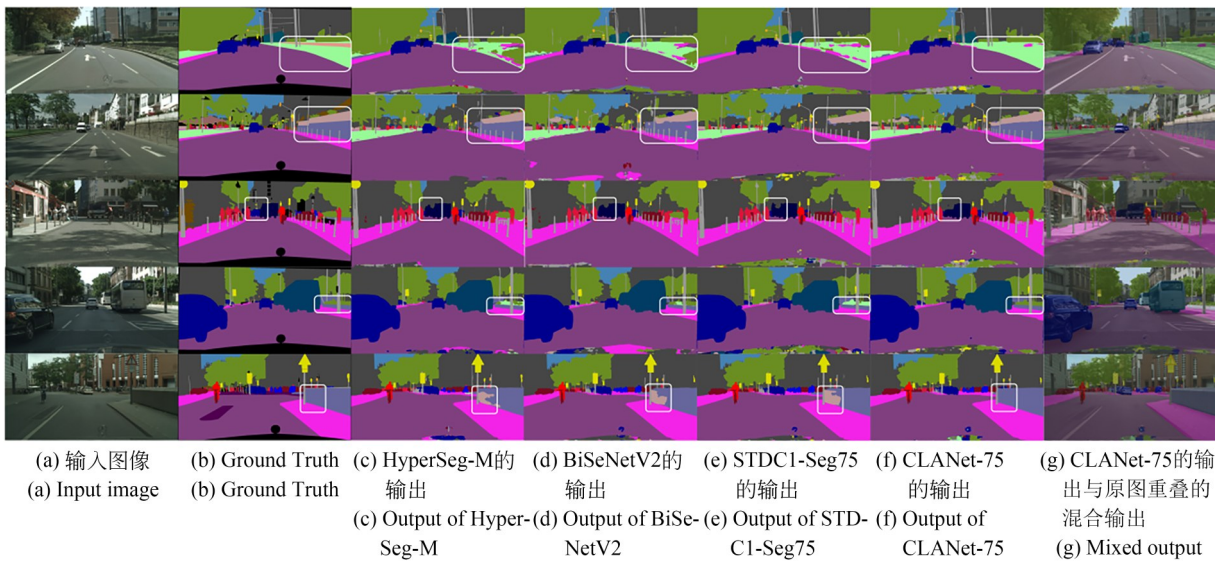 (a) 输入图像
(a) Input image
(b) Ground Truth
(b) Ground Truth
(c) HyperSeg-M的
输出
(c) Output of Hyper-
Seg-M
(d) BiSeNetV2的
输出
(d) Output of BiSe-
NetV2
(e) STDC1-Seg75
的输出
(e) Output of STD-
C1-Seg75
(f) CLANet-75
的输出
(f) Output of
CLANet-75
(g) CLANet-75的输
出与原图重叠的
混合输出
(g) Mixed output